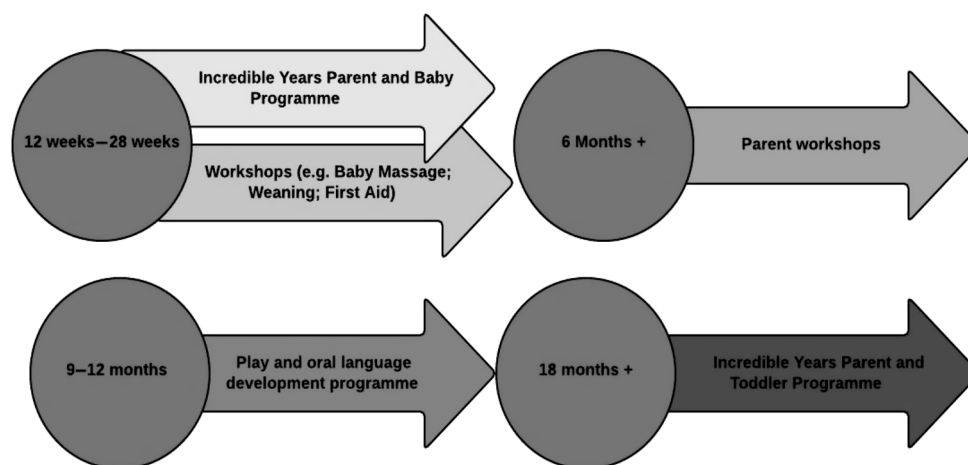 12 weeks–28 weeks
Incredible Years Parent and Baby
Programme
Workshops (e.g. Baby Massage;
Weaning; First Aid)
6 Months +
Parent workshops
9–12 months
Play and oral language
development programme
18 months +
Incredible Years Parent and
Toddler Programme